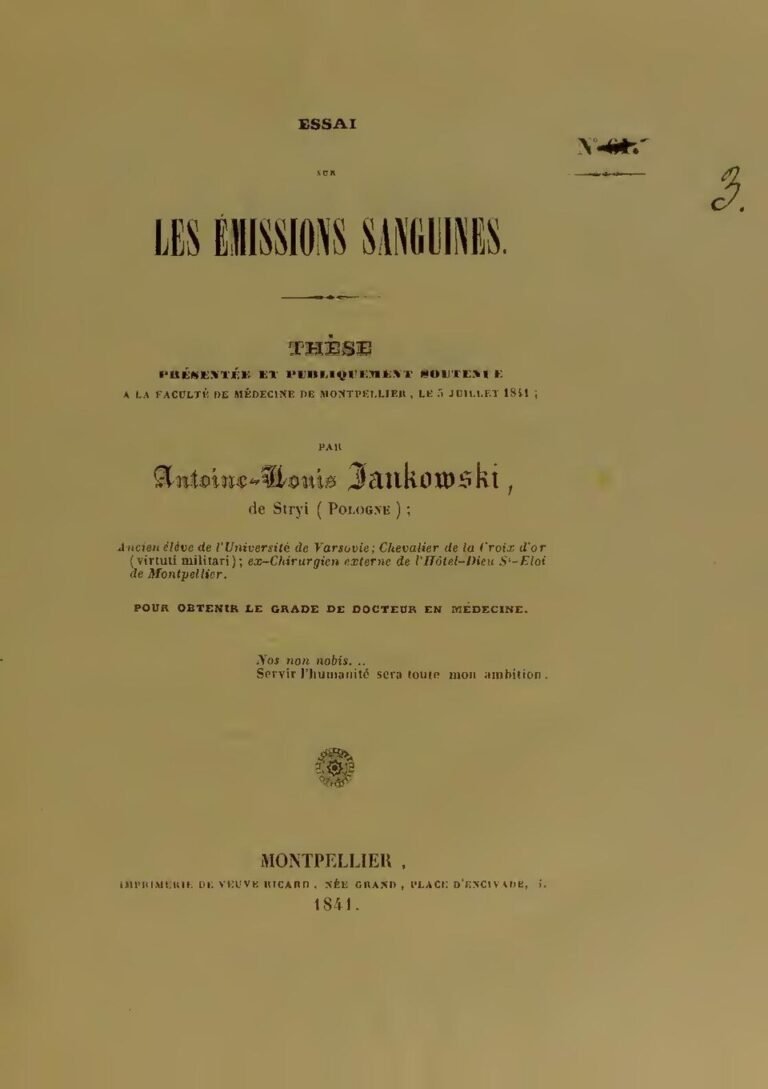 ESSAI
N° 61.
SUR
3.
LES ÉMISSIONS SANGUINES.
THÈSE
PRÉSENTÉE ET PUBLIQUEMENT SOUTENUE
A LA FACULTÉ DE MÉDECINE DE MONTPELLIER, LE 5 JUILLET 1841 ;
PAR
Antoine-Louis Jankowski,
de Stryi (POLOGNE) ;
Ancien élève de l'Université de Varsovie; Chevalier de la Croix d'or
(virtuti militari); ex-Chirurgien externe de l'Hôtel-Dieu St-Eloi
de Montpellier.
POUR OBTENIR LE GRADE DE DOCTEUR EN MÉDECINE.
Nos non nobis...
Servir l'humanité sera toute mon ambition.
MONTPELLIER,
IMPRIMERIE DE VEUVE RICARD, NÉE GRAND, PLACE D'ENCIVADE,
1841.